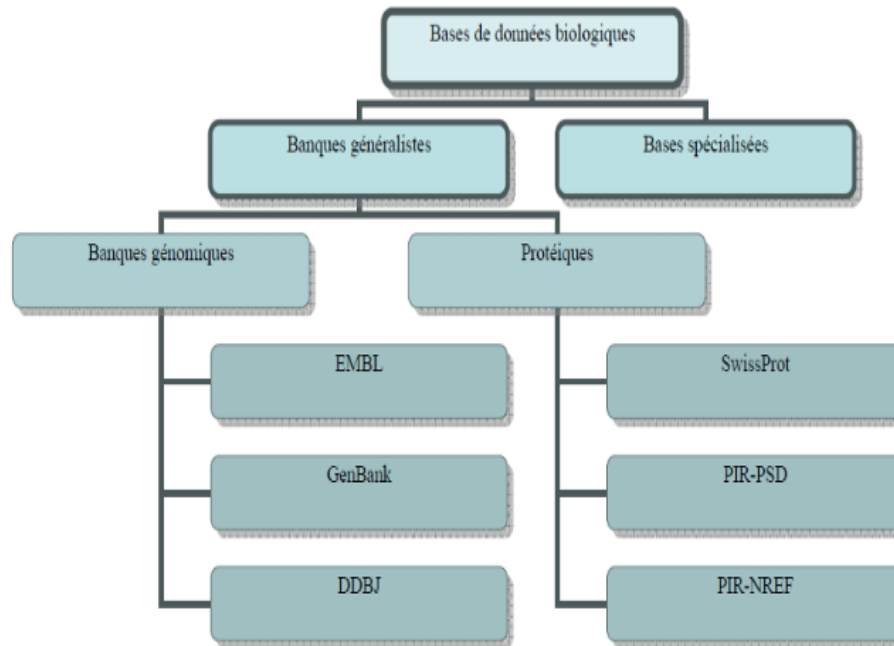 Bases de données biologiques
Banques généralistes
Bases spécialisées
Banques génomiques
Protéiques
EMBL
SwissProt
GenBank
PIR-PSD
DDBJ
PIR-NREF